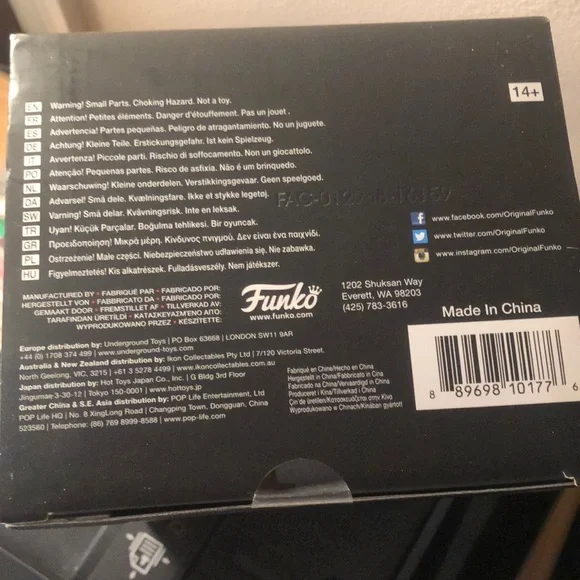 EN Warning! Small Parts. Choking Hazard. Not a toy.
FR Attention! Petites éléments. Danger d'étouffement. Pas un jouet.
ES Advertencia! Partes pequeñas. Peligro de atragantamiento. No un juguete.
DE Achtung! Kleine Teile. Erstickungsgefahr. Ist kein Spielzeug.
IT Avvertenza! Piccole parti. Rischio di soffocamento. Non un giocattolo.
PO Atenção! Pequenas partes. Risco de asfixia. Não é um brinquedo.
NL Waarschuwing! Kleine onderdelen. Verstikkingsgevaar. Geen speelgoed.
DA Advarsel! Små dele. Kvælningsfare. Ikke et stykke legetøj.
SW Varning! Små delar. Kvävningsrisk. Inte en leksak.
TR Uyarı! Küçük Parçalar. Boğulma tehlikesi. Bir oyuncak.
GR Προειδοποίηση! Μικρά μέρη. Κίνδυνος πνιγμού. Δεν είναι ένα παιχνίδι.
PL Ostrzeżenie! Małe części. Niebezpieczeństwo udławienia się. Nie zabawka.
HU Figyelmeztetés! Kis alkatrészek. Fulladásveszély. Nem játékszer.
14+
www.facebook.com/OriginalFunko
www.twitter.com/OriginalFunko
www.instagram.com/OriginalFunko
MANUFACTURED BY • FABRIQUÉ PAR • FABRICADO POR:
HERGESTELLT VON • FABBRICATO DA • FABRICADO POR:
GEMAAKT DOOR • FREMSTILLET AF • TILLVERKAD AV:
TARAFINDAN ÜRETİLDİ • ΚΑΤΑΣΚΕΥΑΣΜΈΝΟ ΑΠΌ:
WYPRODUKOWANO PRZEZ • KÉSZÍTETTE:
Funko
www.funko.com
1202 Shuksan Way
Everett, WA 98203
(425) 783-3616
Made In China
Europe distribution by: Underground Toys | PO Box 63668 | LONDON SW11 9AR
+44 (0) 1708 374 499 | www.underground-toys.com
Australia & New Zealand distribution by: Ikon Collectables Pty Ltd | 7/120 Victoria Street.
North Geelong, VIC, 3215 | +61 3 5278 4499 | www.ikoncollectables.com.au
Japan distribution by: Hot Toys Japan Co., Inc. | G Bldg 3rd Floor
Jingumae-3-30-12 | Tokyo 150-0001 | www.hottoys.jp
Greater China & S.E. Asia distribution by: POP Life Entertainment, Ltd
POP Life HQ | No. 8 XingLong Road | Changping Town, Dongguan, China
523560 | Telephone: (86) 769 8999-8588 | www.pop-life.com
Fabriqué en Chine/Hecho en China
Hergestellt in China/Fabbricato in Cina
Fabricado na China/Vervaardigd in China
Produceret i Kina/Tillverkad i China
Çin'de üretilen/Κατασκευάζεται στην Κίνα
Wyprodukowano w Chinach/Kínában gyártott
8 89698 10177 6